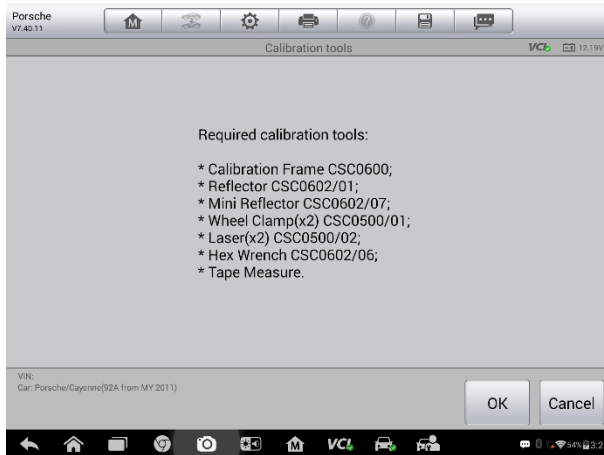 Porsche
V7.40.11
Calibration tools
VCI
12.19V
Required calibration tools:
* Calibration Frame CSC0600;
* Reflector CSC0602/01;
* Mini Reflector CSC0602/07;
* Wheel Clamp(x2) CSC0500/01;
* Laser(x2) CSC0500/02;
* Hex Wrench CSC0602/06;
* Tape Measure.
VIN:
Car: Porsche/Cayenne(92A from MY 2011)
OK
Cancel
VCI
54%
3:2